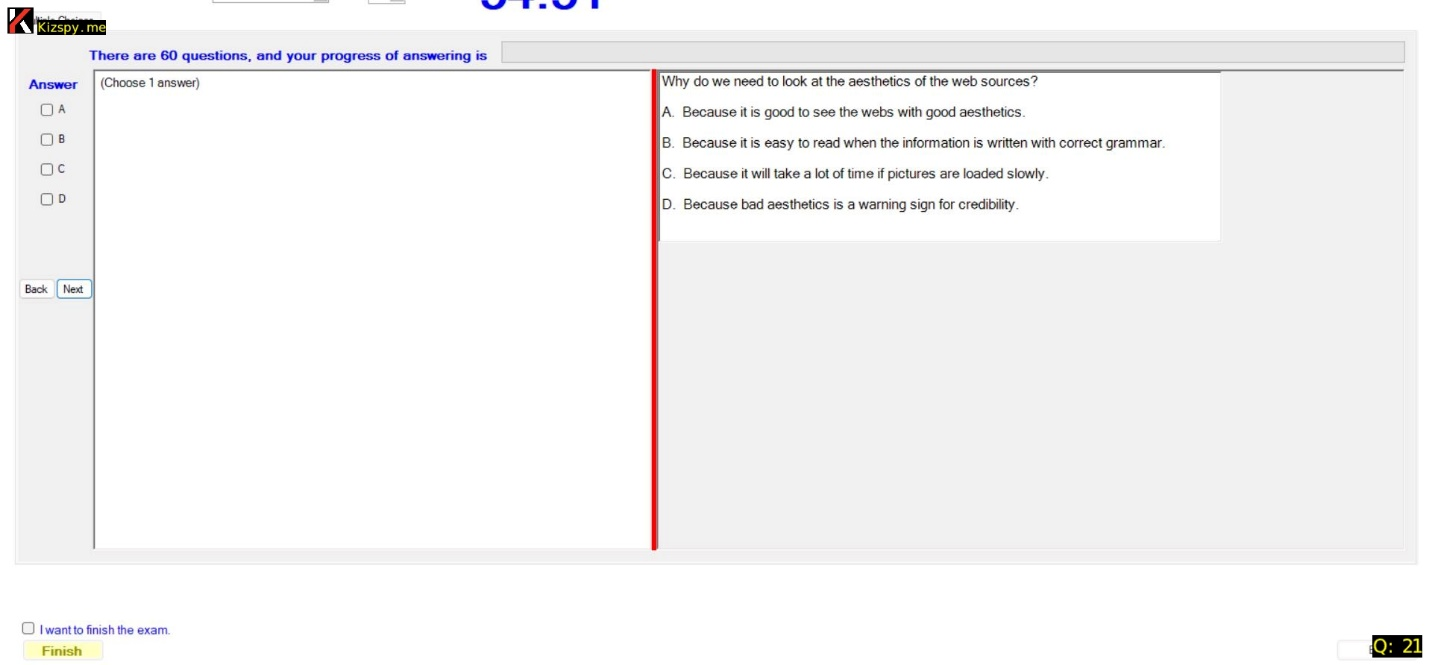 Kizspy.me
There are 60 questions, and your progress of answering is
Answer
(Choose 1 answer)
A
B
C
D
Back
Next
Why do we need to look at the aesthetics of the web sources?
A. Because it is good to see the webs with good aesthetics.
B. Because it is easy to read when the information is written with correct grammar.
C. Because it will take a lot of time if pictures are loaded slowly.
D. Because bad aesthetics is a warning sign for credibility.
I want to finish the exam.
Finish
Q: 21